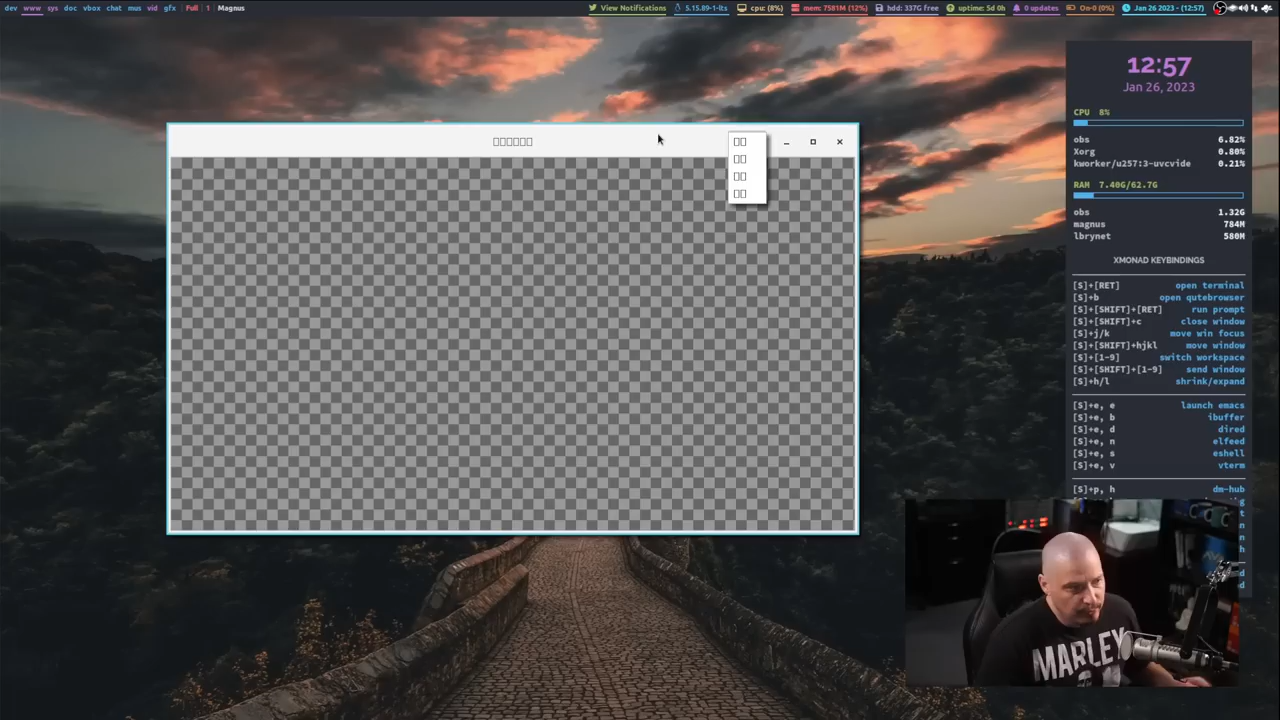 dev www sys doc vbox chat mus vid gfx | Full | 1 | Magnus
View Notifications 5.15.89-1-lts cpu: (8%) mem: 7581M (12%) hdd: 337G free uptime: 5d 0h 0 updates On-0 (0%) Jan 26 2023 - (12:57)
12:57
Jan 26, 2023
CPU 8%
obs 6.82%
Xorg 0.80%
kworker/u257:3-uvcvide 0.21%
RAM 7.40G/62.7G
obs 1.32G
magnus 784M
lbrynet 580M
XMONAD KEYBINDINGS
[S]+[RET] open terminal
[S]+b open qutebrowser
[S]+[SHIFT]+[RET] run prompt
[S]+[SHIFT]+c close window
[S]+j/k move win focus
[S]+[SHIFT]+hjkl move window
[S]+[1-9] switch workspace
[S]+[SHIFT]+[1-9] send window
[S]+h/l shrink/expand
[S]+e, e launch emacs
[S]+e, b ibuffer
[S]+e, d dired
[S]+e, n elfeed
[S]+e, s eshell
[S]+e, v vterm
[S]+p, h dm-hub
MARLEY